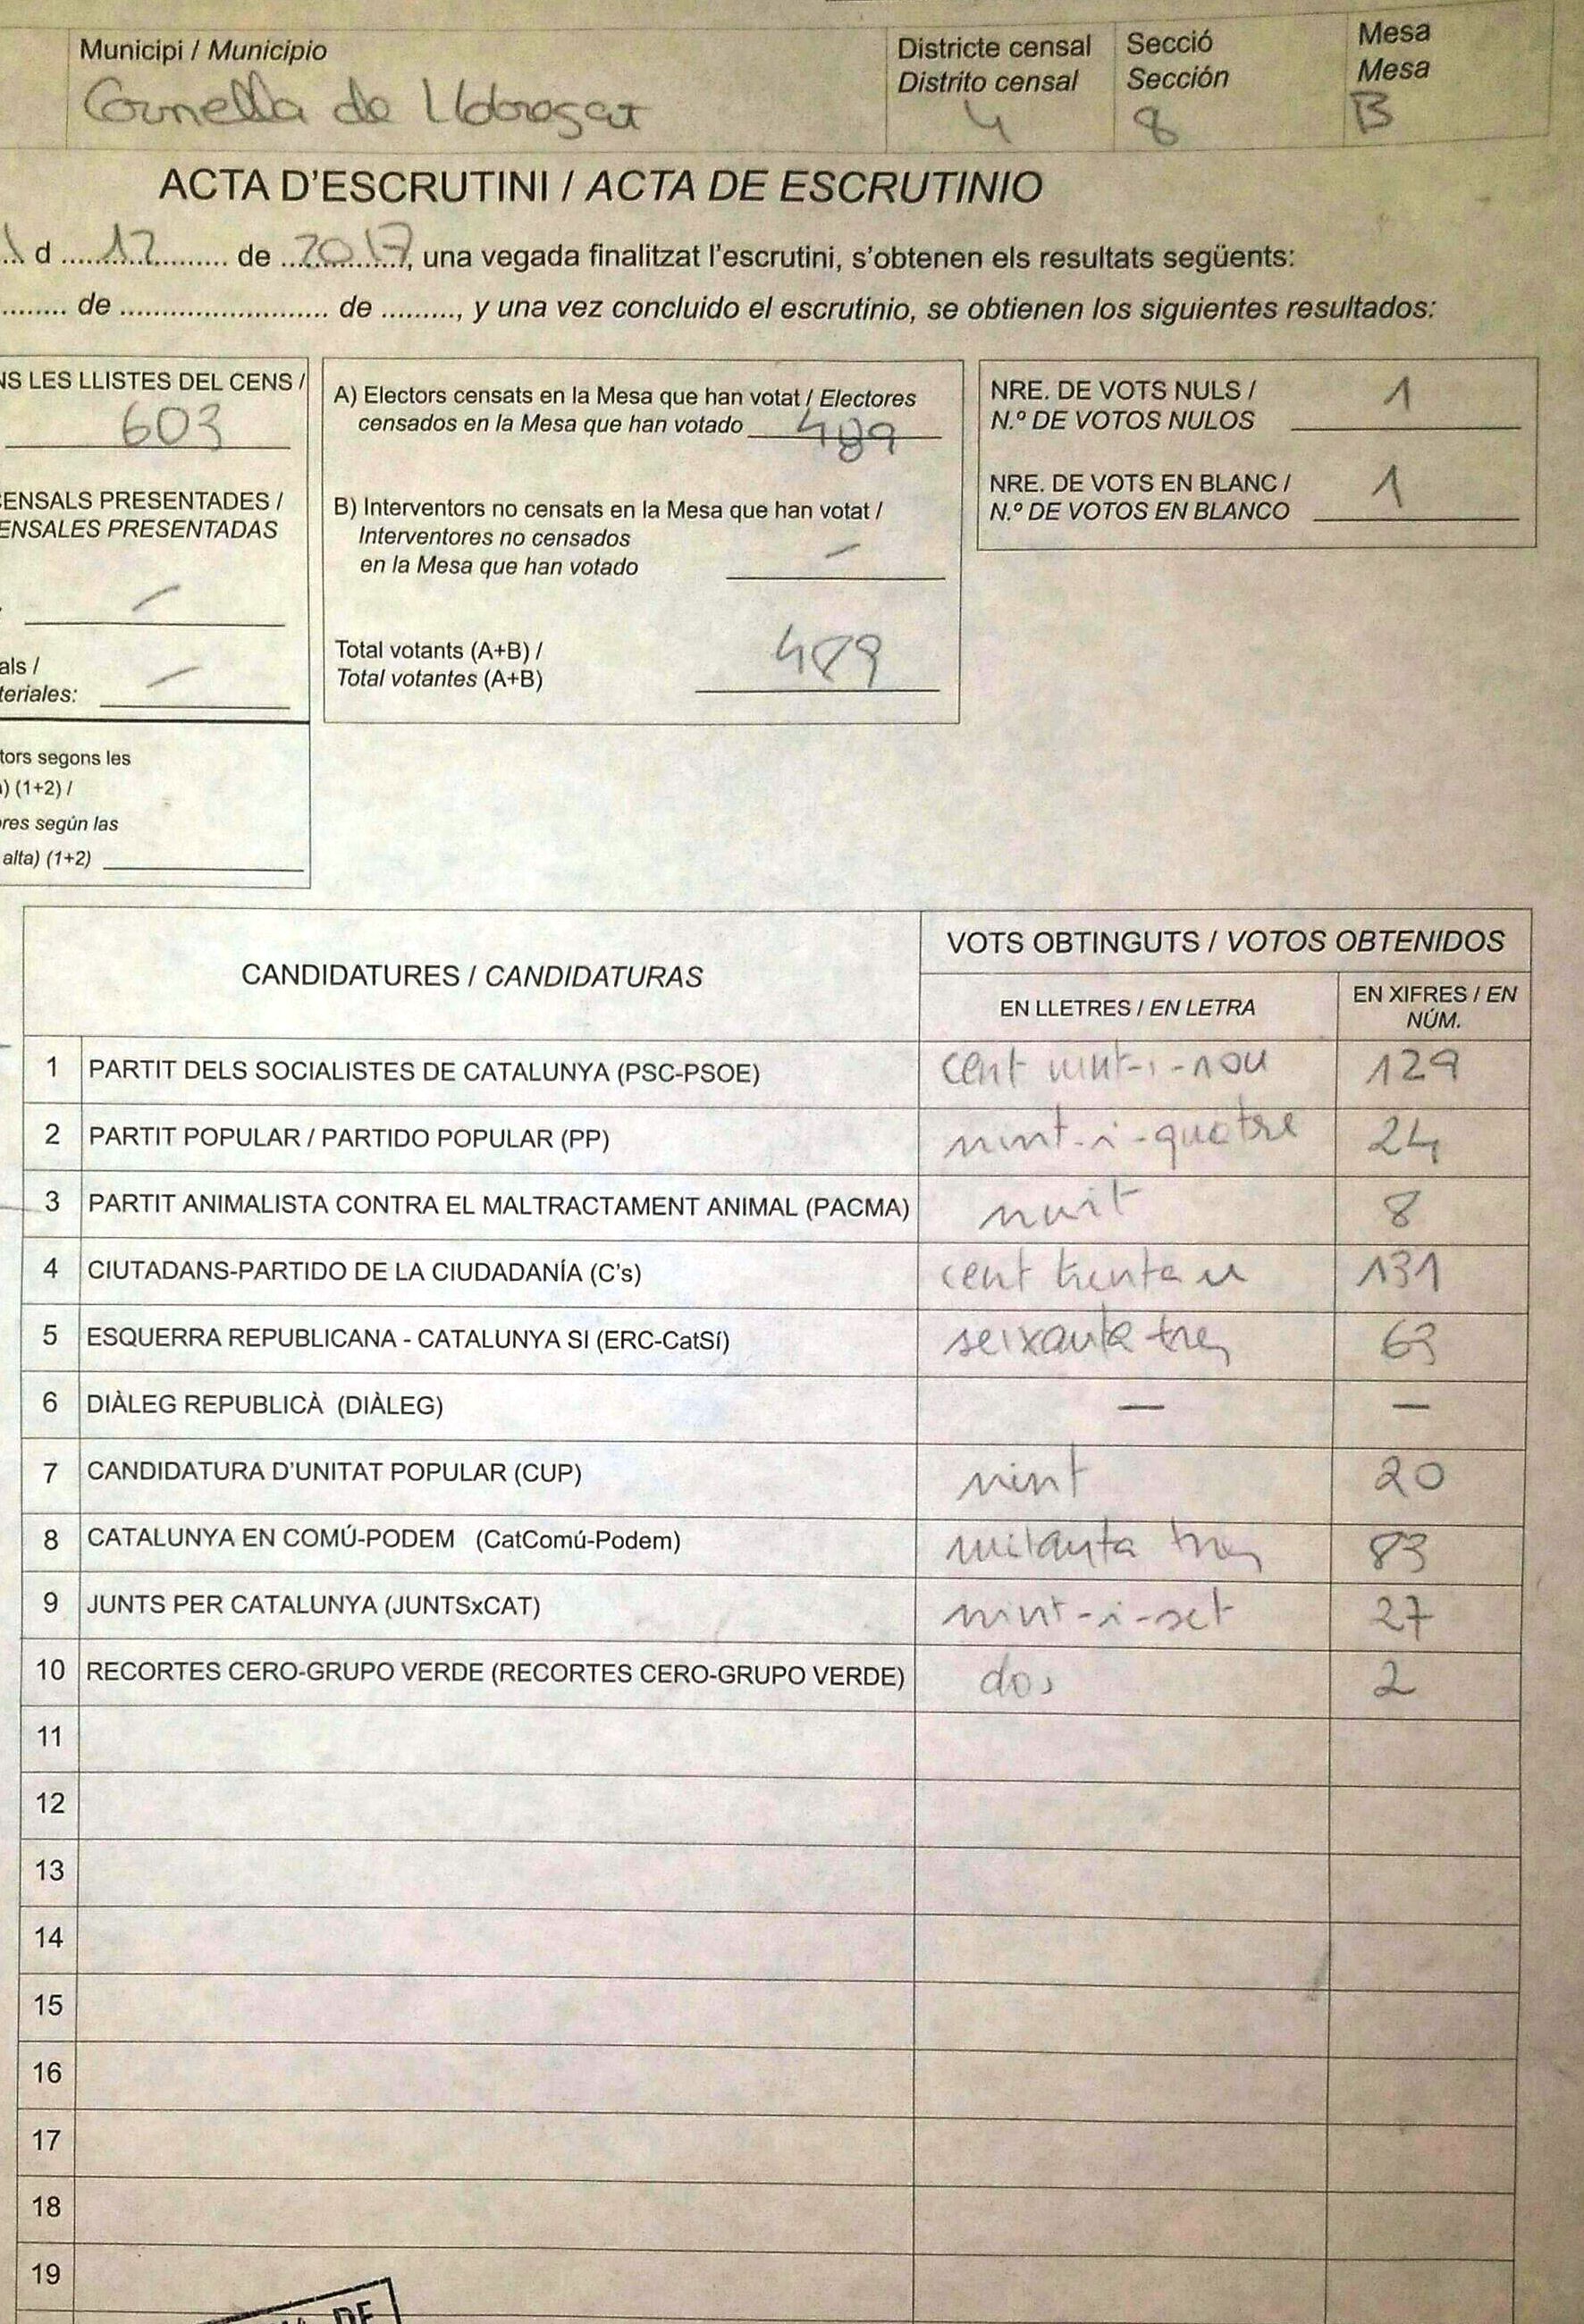 Municipi / Municipio
Cornella de Llobregat
Districte censal
Distrito censal
4
Secció
Sección
8
Mesa
Mesa
B
ACTA D'ESCRUTINI / ACTA DE ESCRUTINIO
d 12 de 2017, una vegada finalitzat l'escrutini, s'obtenen els resultats següents:
de de , y una vez concluido el escrutinio, se obtienen los siguientes resultados:
NS LES LLISTES DEL CENS /
603
CENSALS PRESENTADES /
ENSALES PRESENTADAS
–
als /
teriales: –
tors segons les
) (1+2) /
ores según las
alta) (1+2)
A) Electors censats en la Mesa que han votat / Electores
censados en la Mesa que han votado 489
B) Interventors no censats en la Mesa que han votat /
Interventores no censados
en la Mesa que han votado –
Total votants (A+B) /
Total votantes (A+B) 489
NRE. DE VOTS NULS /
N.º DE VOTOS NULOS 1
NRE. DE VOTS EN BLANC /
N.º DE VOTOS EN BLANCO 1
CANDIDATURES / CANDIDATURAS
VOTS OBTINGUTS / VOTOS OBTENIDOS
EN LLETRES / EN LETRA
EN XIFRES / EN
NÚM.
1 PARTIT DELS SOCIALISTES DE CATALUNYA (PSC-PSOE) cent vint-i-nou 129
2 PARTIT POPULAR / PARTIDO POPULAR (PP) vint-i-quatre 24
3 PARTIT ANIMALISTA CONTRA EL MALTRACTAMENT ANIMAL (PACMA) vuit 8
4 CIUTADANS-PARTIDO DE LA CIUDADANÍA (C's) cent trenta u 131
5 ESQUERRA REPUBLICANA - CATALUNYA SI (ERC-CatSí) seixanta tres 63
6 DIÀLEG REPUBLICÀ (DIÀLEG) — —
7 CANDIDATURA D'UNITAT POPULAR (CUP) vint 20
8 CATALUNYA EN COMÚ-PODEM (CatComú-Podem) vuitanta tres 83
9 JUNTS PER CATALUNYA (JUNTSxCAT) vint-i-set 27
10 RECORTES CERO-GRUPO VERDE (RECORTES CERO-GRUPO VERDE) dos 2
11
12
13
14
15
16
17
18
19
DE